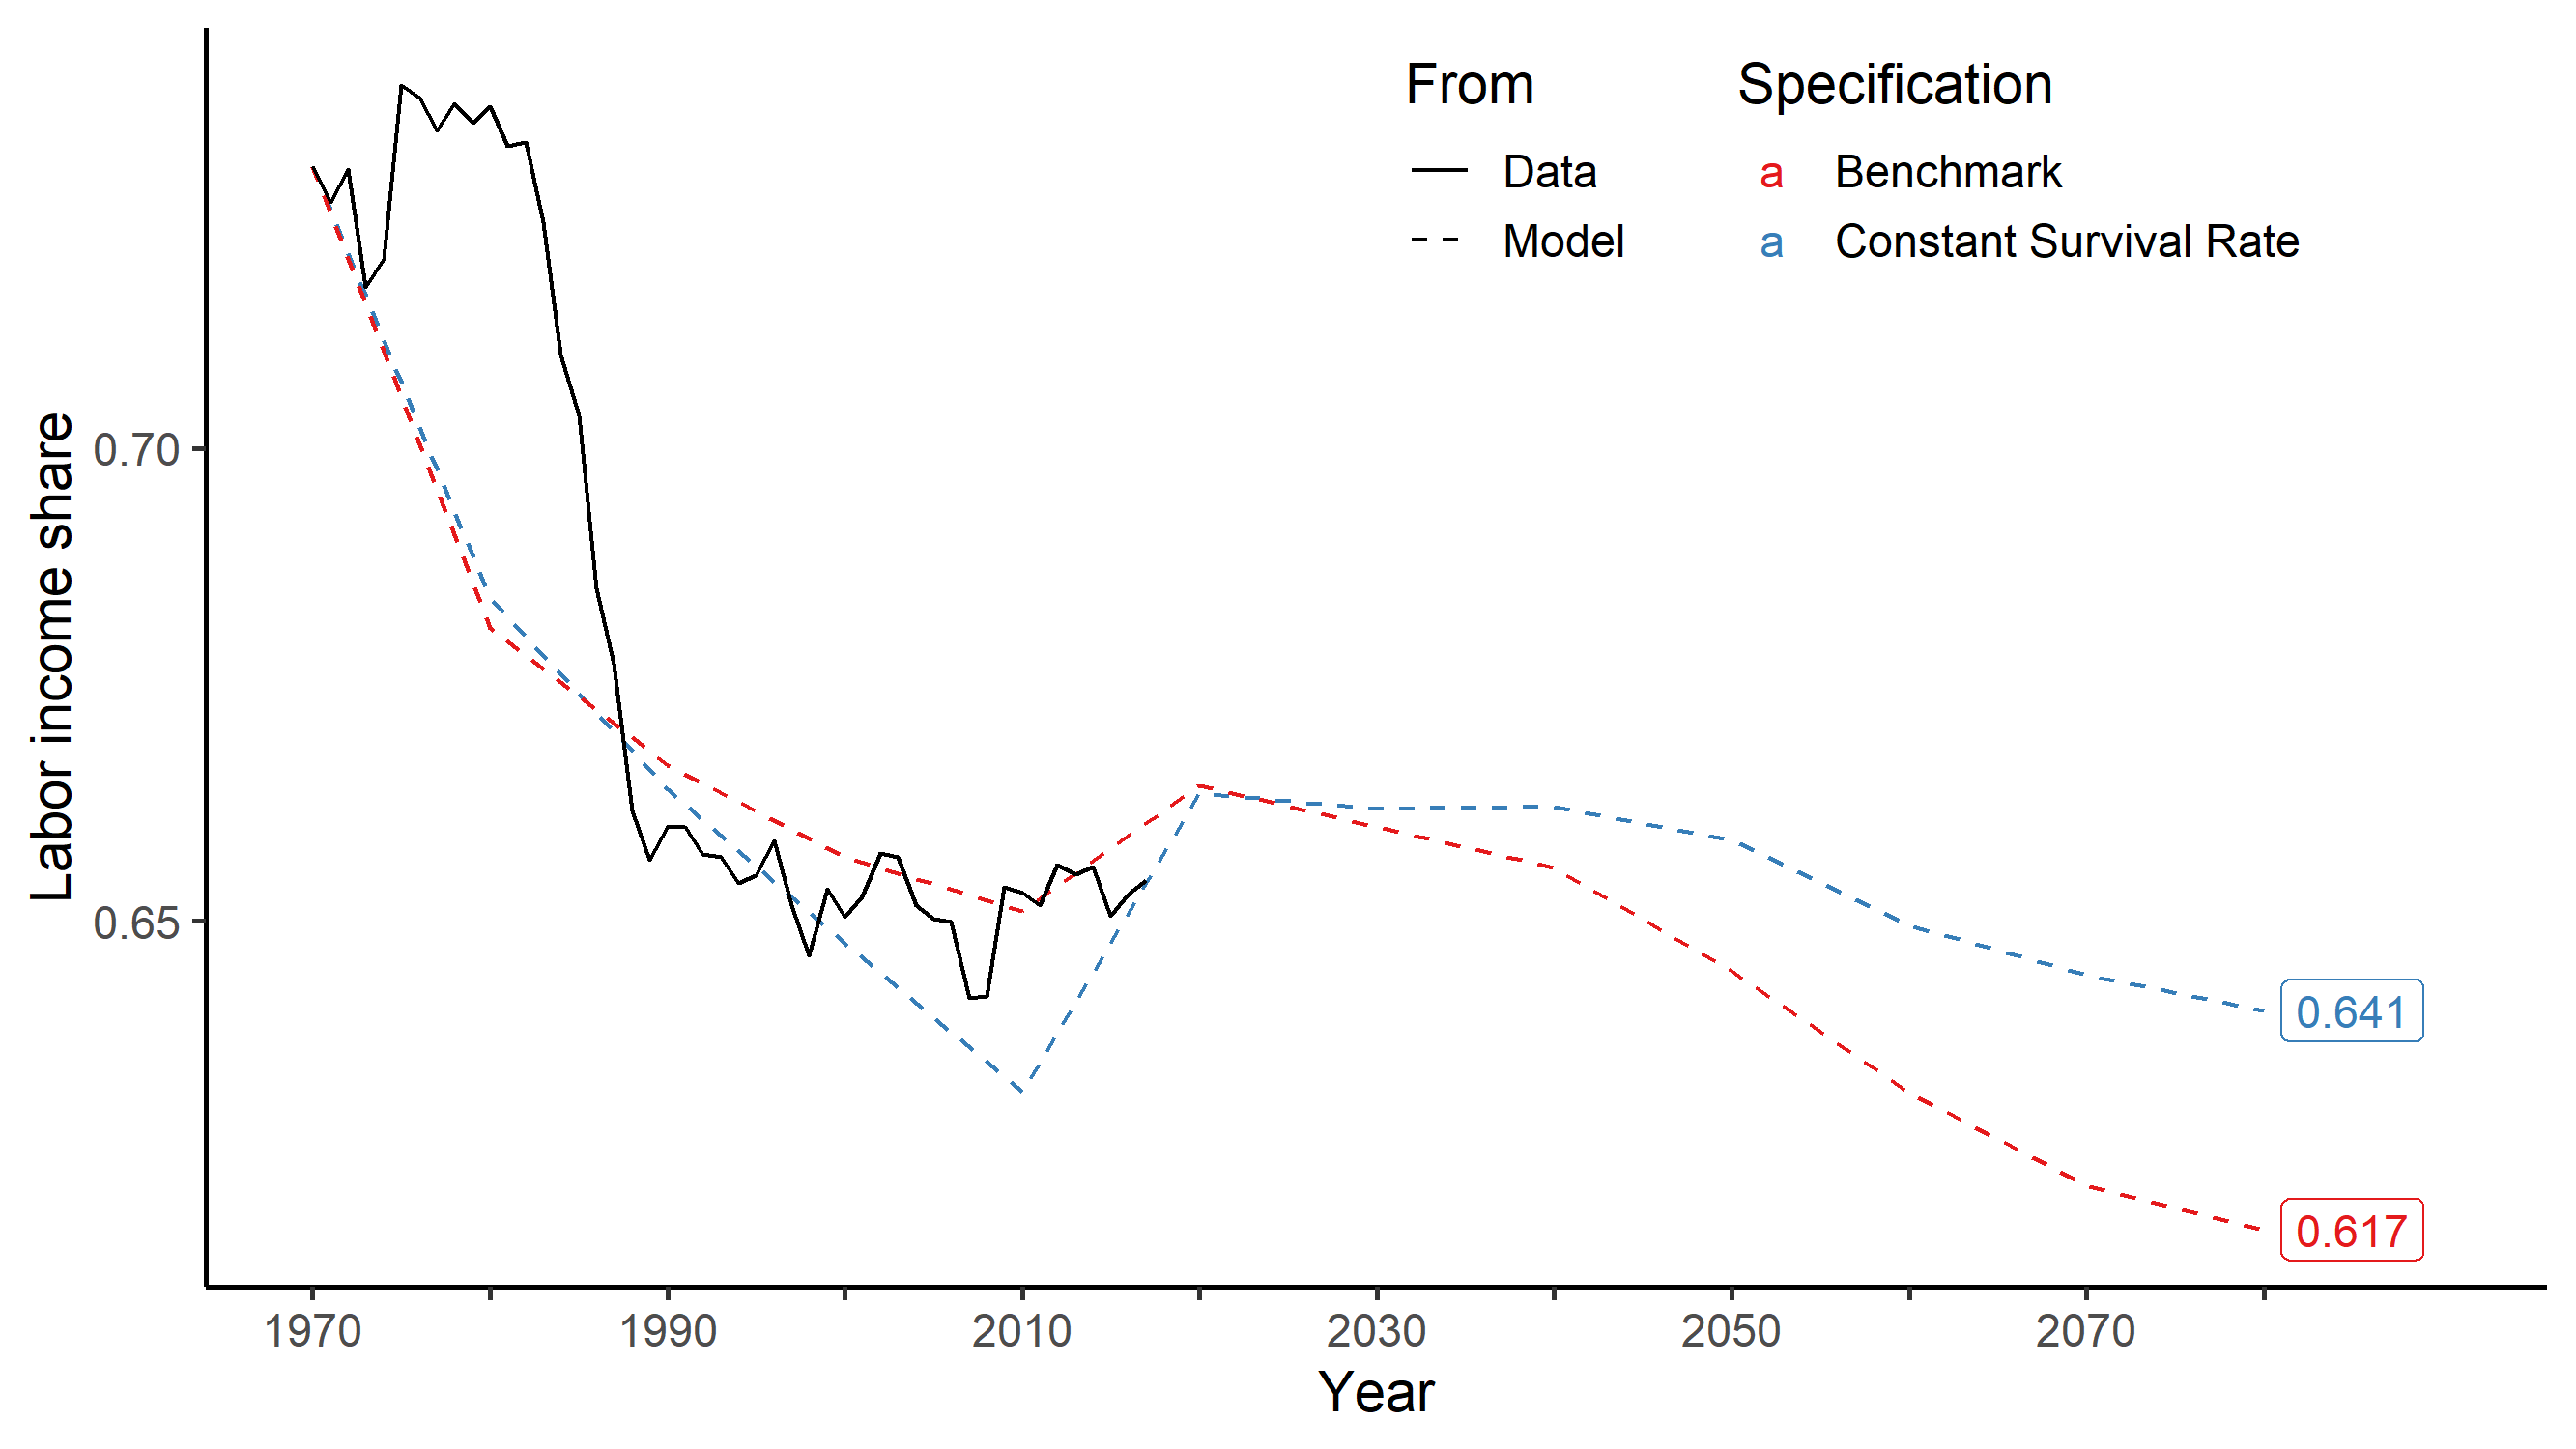 From
Specification
Data
a Benchmark
Model
a Constant Survival Rate
Labor income share
0.70
0.65
0.641
0.617
1970 1990 2010 2030 2050 2070
Year